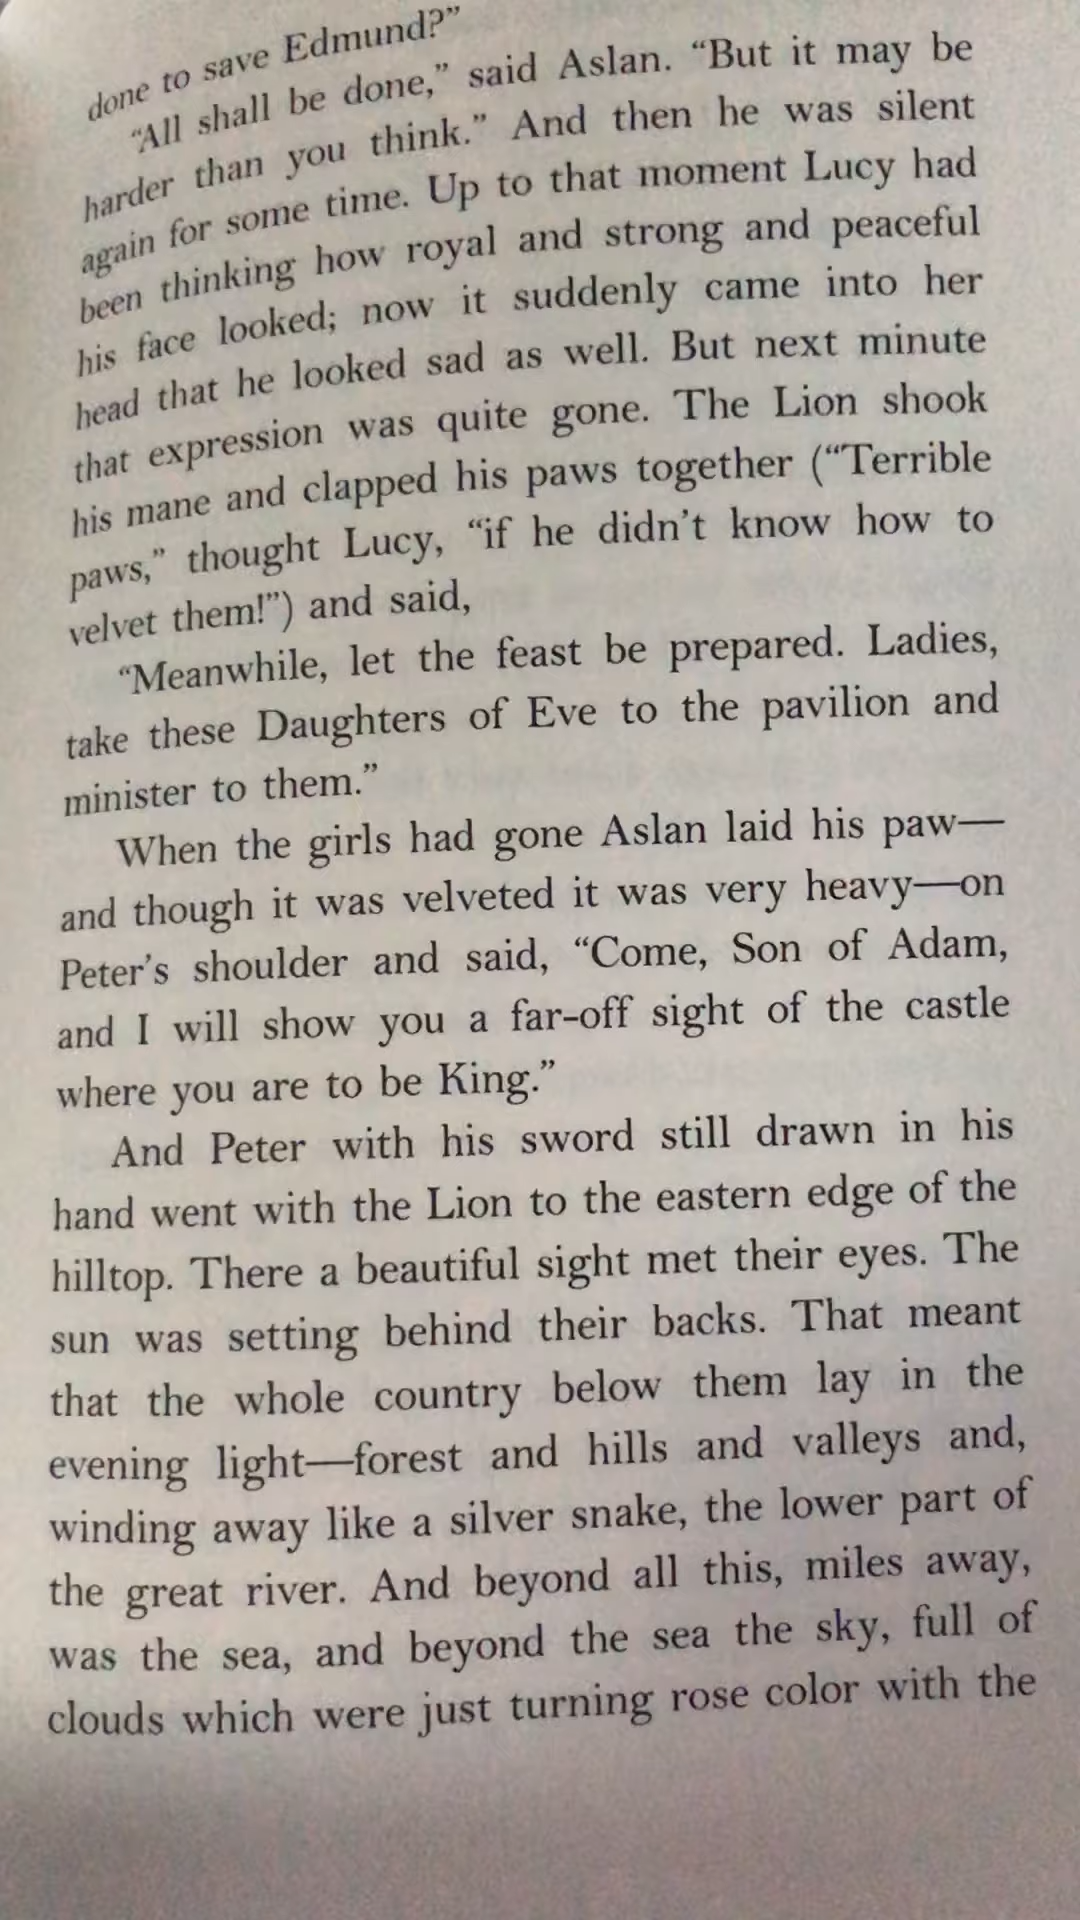 done to save Edmund?”
“All shall be done,” said Aslan. “But it may be
harder than you think.” And then he was silent
again for some time. Up to that moment Lucy had
been thinking how royal and strong and peaceful
his face looked; now it suddenly came into her
head that he looked sad as well. But next minute
that expression was quite gone. The Lion shook
his mane and clapped his paws together (“Terrible
paws,” thought Lucy, “if he didn’t know how to
velvet them!”) and said,
“Meanwhile, let the feast be prepared. Ladies,
take these Daughters of Eve to the pavilion and
minister to them.”
When the girls had gone Aslan laid his paw—
and though it was velveted it was very heavy—on
Peter’s shoulder and said, “Come, Son of Adam,
and I will show you a far-off sight of the castle
where you are to be King.”
And Peter with his sword still drawn in his
hand went with the Lion to the eastern edge of the
hilltop. There a beautiful sight met their eyes. The
sun was setting behind their backs. That meant
that the whole country below them lay in the
evening light—forest and hills and valleys and,
winding away like a silver snake, the lower part of
the great river. And beyond all this, miles away,
was the sea, and beyond the sea the sky, full of
clouds which were just turning rose color with the